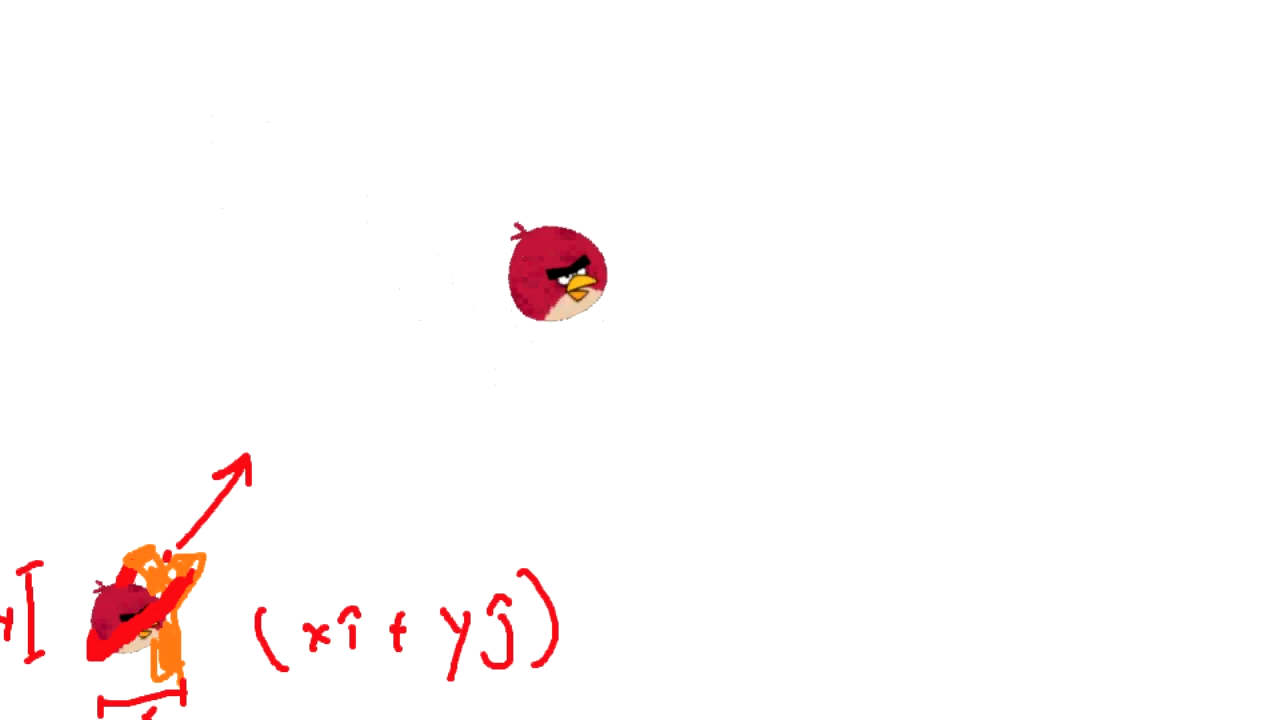 y
(xî + yĵ)
x